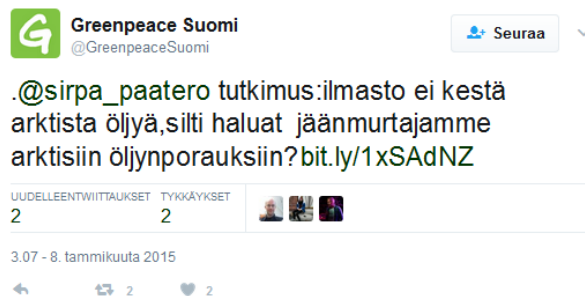 Greenpeace Suomi
@GreenpeaceSuomi
Seuraa
.@sirpa_paatero tutkimus:ilmasto ei kestä
arktista öljyä,silti haluat jäänmurtajamme
arktisiin öljynporauksiin?bit.ly/1xSAdNZ
UUDELLEENTWIITTAUKSET TYKKÄYKSET
2 2
3.07 - 8. tammikuuta 2015
2 2